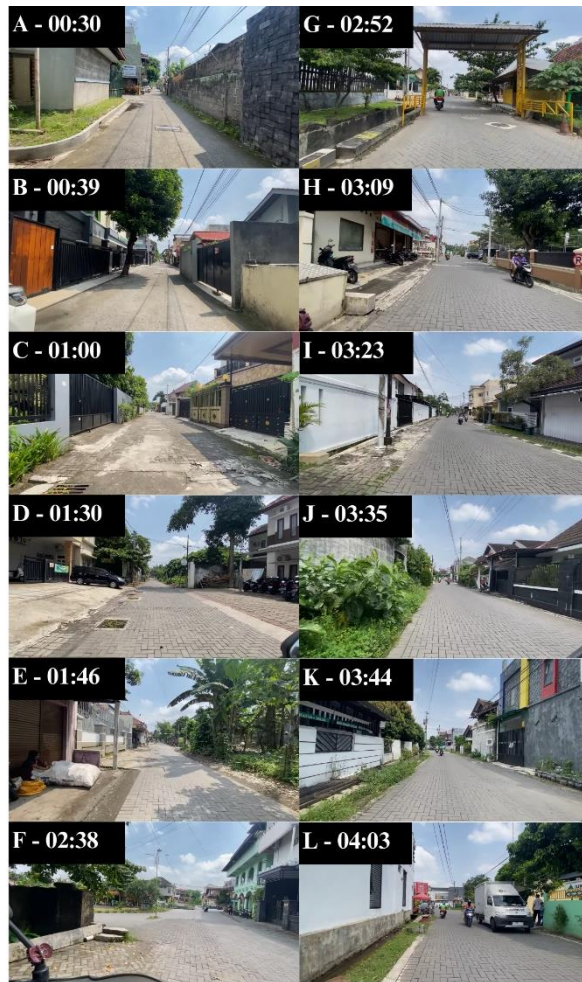 A - 00:30
B - 00:39
C - 01:00
D - 01:30
E - 01:46
F - 02:38
G - 02:52
H - 03:09
I - 03:23
J - 03:35
K - 03:44
L - 04:03